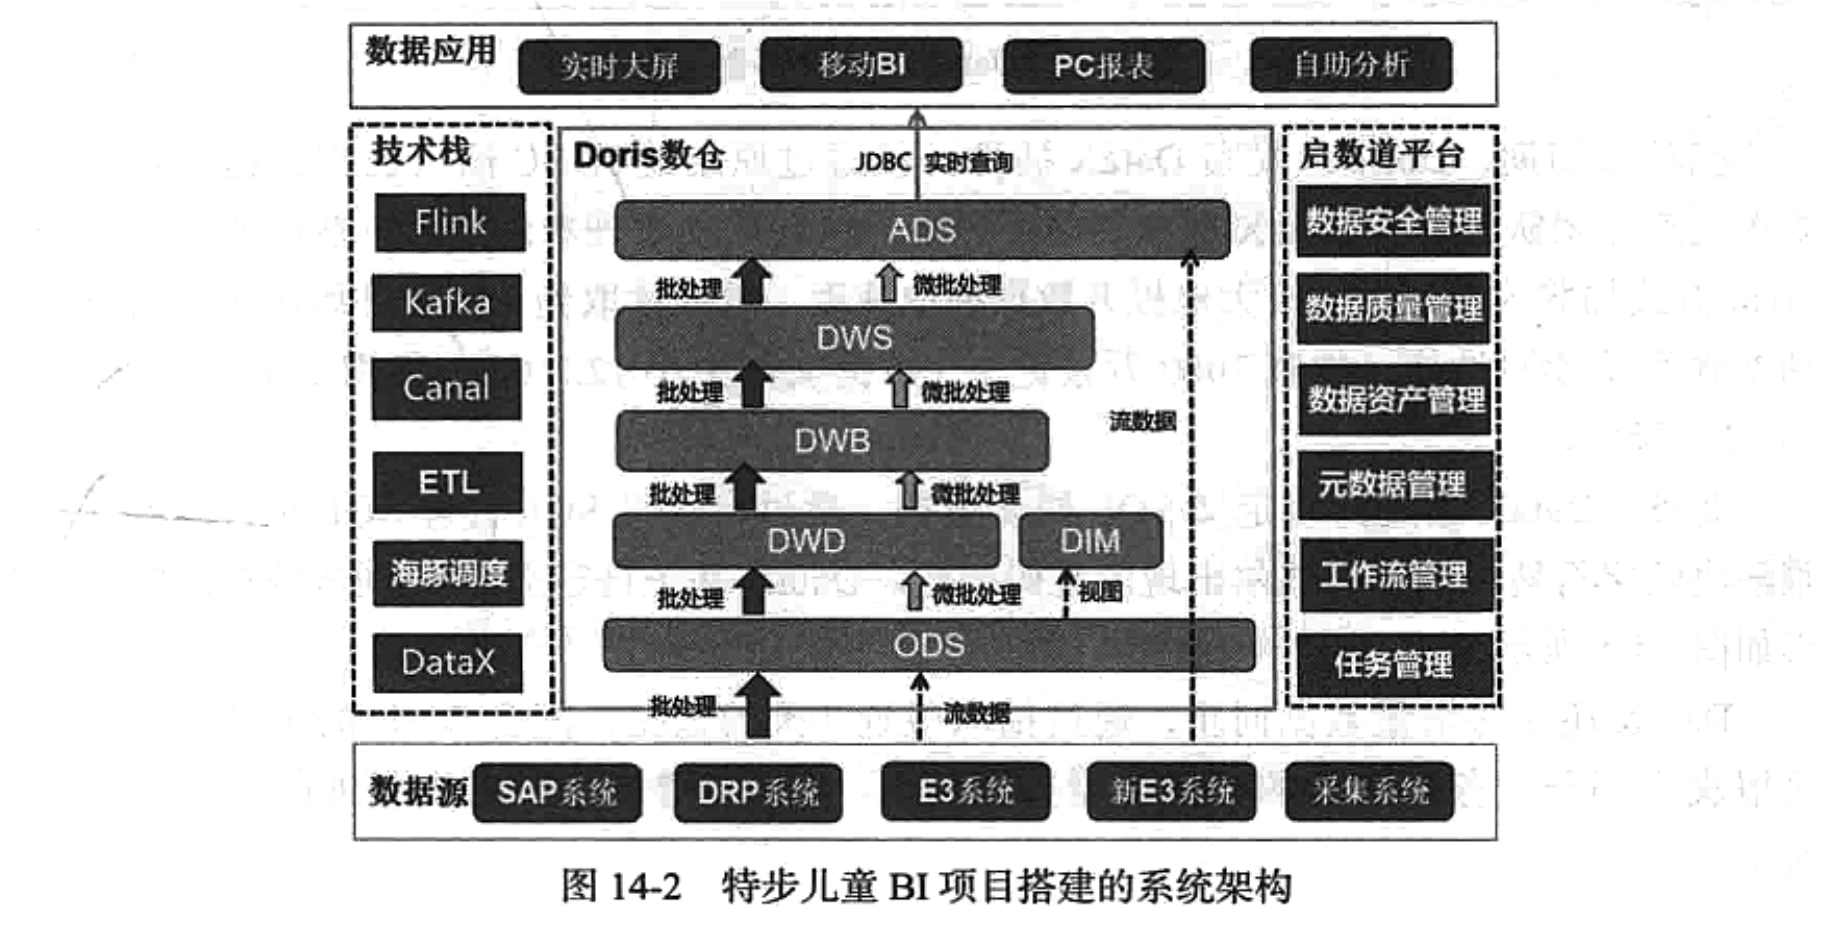 数据应用 实时大屏 移动BI PC报表 自助分析
技术栈
Flink
Kafka
Canal
ETL
海豚调度
DataX
Doris数仓
JDBC 实时查询
ADS
批处理 微批处理
DWS
批处理 微批处理
流数据
DWB
批处理 微批处理
DWD DIM
批处理 微批处理 视图
ODS
批处理 流数据
启数道平台
数据安全管理
数据质量管理
数据资产管理
元数据管理
工作流管理
任务管理
数据源 SAP系统 DRP系统 E3系统 新E3系统 采集系统
图 14-2 特步儿童 BI 项目搭建的系统架构